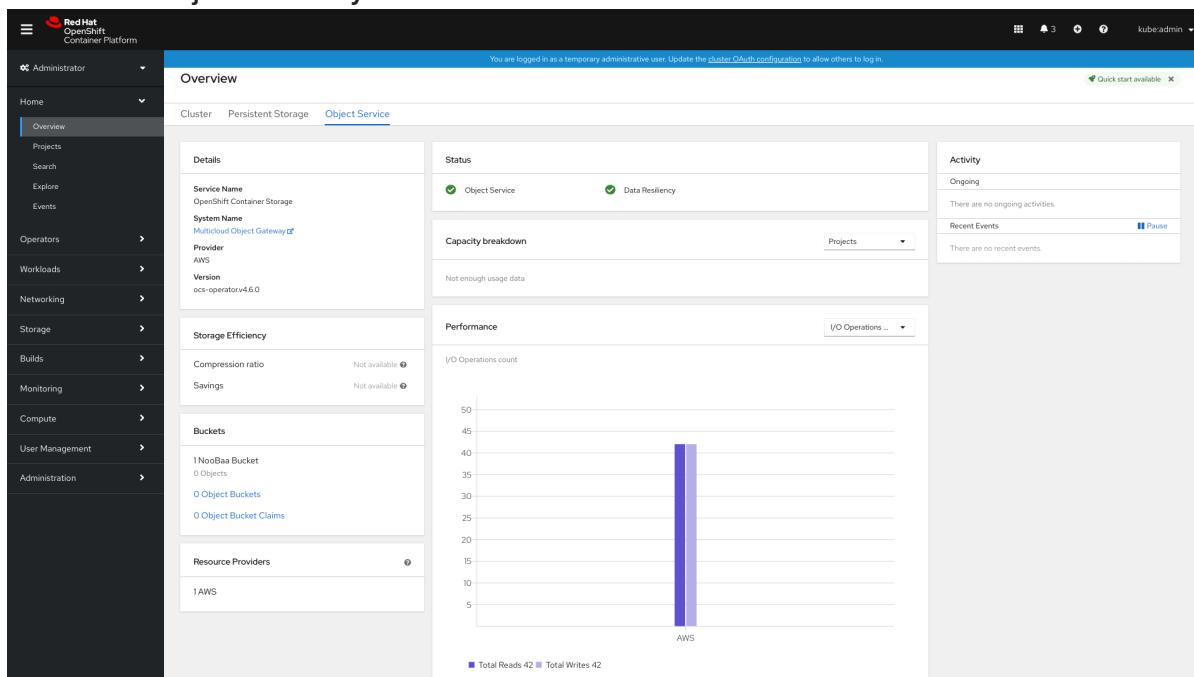 Red Hat
OpenShift
Container Platform
3
kube:admin
Administrator
You are logged in as a temporary administrative user. Update the cluster OAuth configuration to allow others to log in.
Home
Overview
Projects
Search
Explore
Events
Operators
Workloads
Networking
Storage
Builds
Monitoring
Compute
User Management
Administration
Overview
Quick start available
Cluster Persistent Storage Object Service
Details
Service Name
OpenShift Container Storage
System Name
Multicloud Object Gateway
Provider
AWS
Version
ocs-operator.v4.6.0
Storage Efficiency
Compression ratio Not available
Savings Not available
Buckets
1 NooBaa Bucket
0 Objects
0 Object Buckets
0 Object Bucket Claims
Resource Providers
1 AWS
Status
Object Service Data Resiliency
Capacity breakdown Projects
Not enough usage data
Performance I/O Operations ...
I/O Operations count
50
45
40
35
30
25
20
15
10
5
AWS
Total Reads 42 Total Writes 42
Activity
Ongoing
There are no ongoing activities.
Recent Events Pause
There are no recent events.